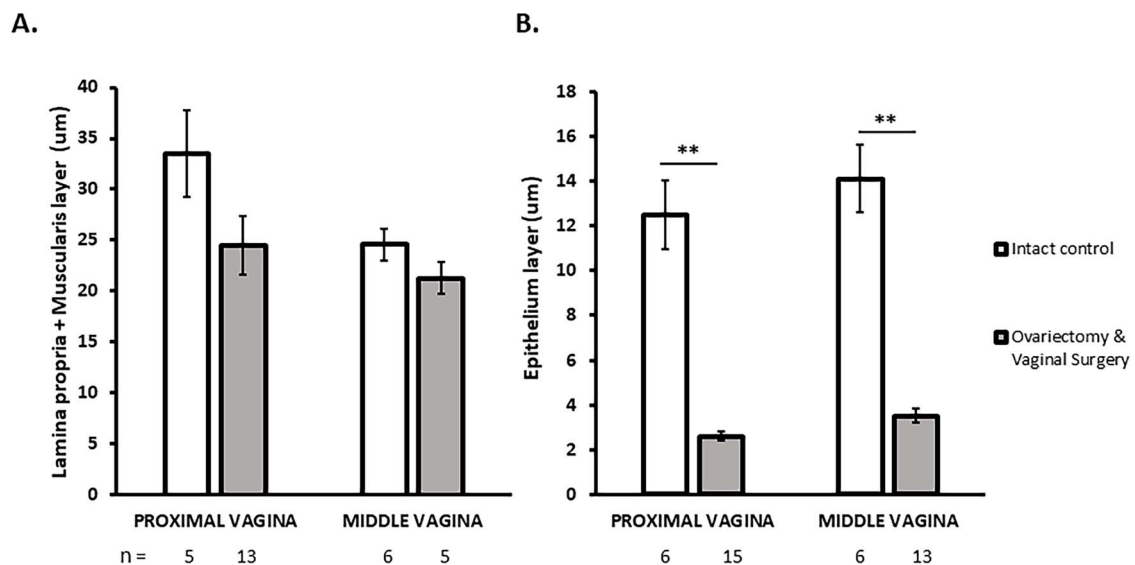 A.
Lamina propria + Muscularis layer (um)
40
35
30
25
20
15
10
5
0
PROXIMAL VAGINA MIDDLE VAGINA
n = 5 13 6 5
B.
Epithelium layer (um)
18
16
14
12
10
8
6
4
2
0
** **
PROXIMAL VAGINA MIDDLE VAGINA
6 15 6 13
Intact control
Ovariectomy &
Vaginal Surgery